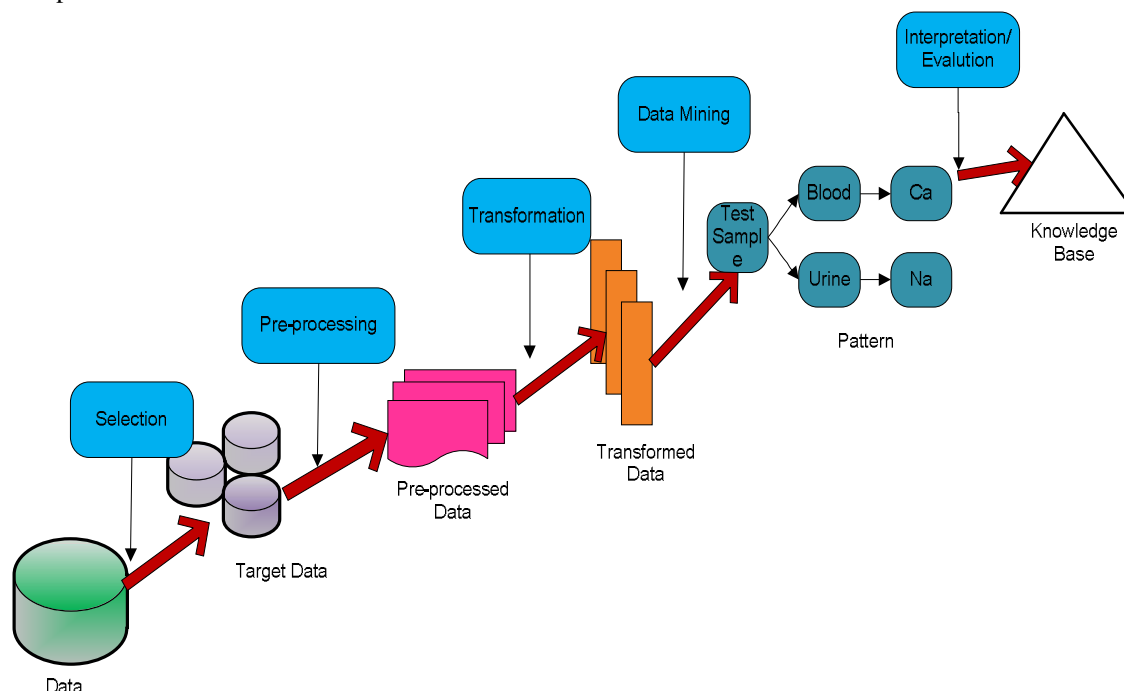 Interpretation/
Evalution
Data Mining
Transformation
Pre-processing
Selection
Test
Sampl
e
Blood
Ca
Urine
Na
Pattern
Knowledge
Base
Transformed
Data
Pre-processed
Data
Target Data
Data